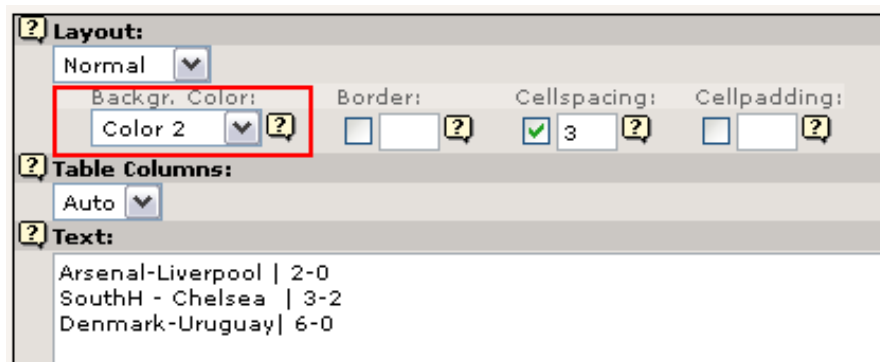 Layout:
Normal
Backgr. Color: Border: Cellspacing: Cellpadding:
Color 2 ? ? 3 ? ?
? Table Columns:
Auto
? Text:
Arsenal-Liverpool | 2-0
SouthH - Chelsea | 3-2
Denmark-Uruguay| 6-0